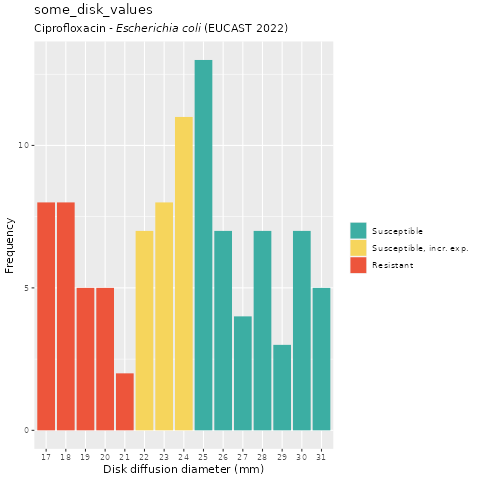 some_disk_values
Ciprofloxacin - Escherichia coli (EUCAST 2022)
Frequency
10
5
0
17 18 19 20 21 22 23 24 25 26 27 28 29 30 31
Disk diffusion diameter (mm)
Susceptible
Susceptible, incr. exp.
Resistant